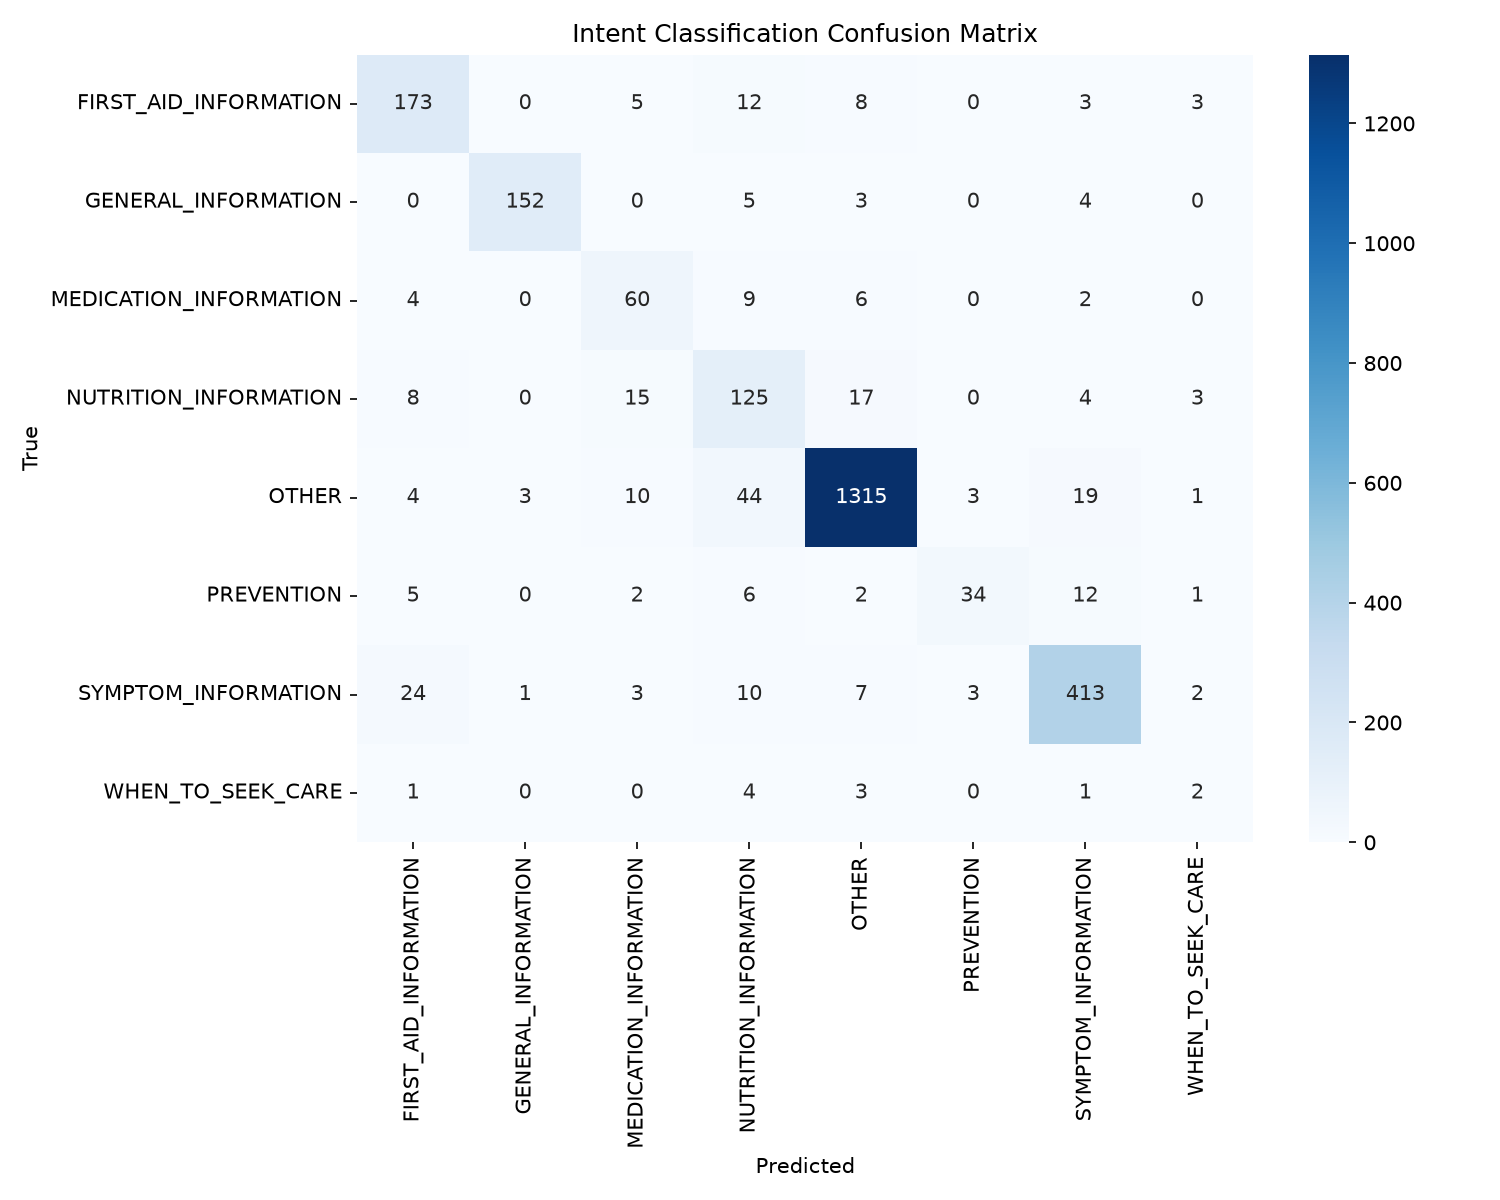 Intent Classification Confusion Matrix
FIRST_AID_INFORMATION 173 0 5 12 8 0 3 3
GENERAL_INFORMATION 0 152 0 5 3 0 4 0
MEDICATION_INFORMATION 4 0 60 9 6 0 2 0
NUTRITION_INFORMATION 8 0 15 125 17 0 4 3
OTHER 4 3 10 44 1315 3 19 1
PREVENTION 5 0 2 6 2 34 12 1
SYMPTOM_INFORMATION 24 1 3 10 7 3 413 2
WHEN_TO_SEEK_CARE 1 0 0 4 3 0 1 2
True
FIRST_AID_INFORMATION
GENERAL_INFORMATION
MEDICATION_INFORMATION
NUTRITION_INFORMATION
OTHER
PREVENTION
SYMPTOM_INFORMATION
WHEN_TO_SEEK_CARE
Predicted
1200
1000
800
600
400
200
0